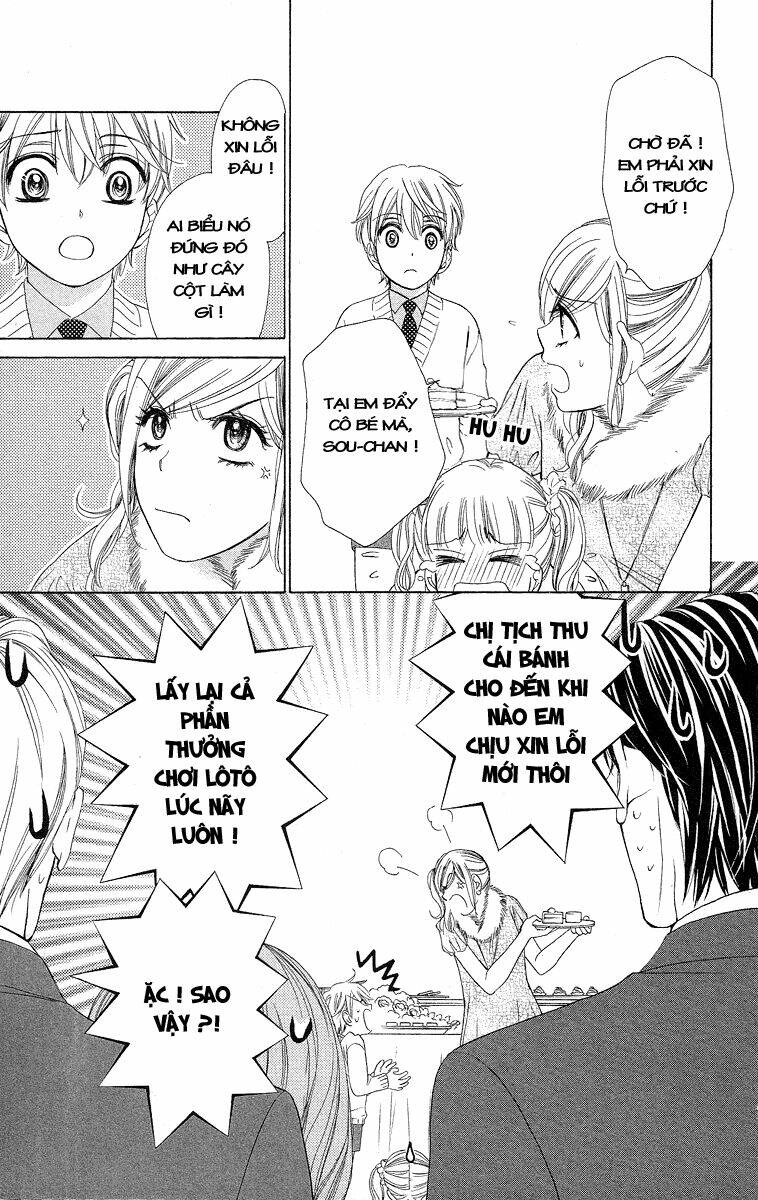 CHỜ ĐÃ !
EM PHẢI XIN
LỖI TRƯỚC
CHỨ !
TẠI EM ĐẨY
CÔ BÉ MÀ,
SOU-CHAN !
HU HU
KHÔNG
XIN LỖI
ĐÂU !
AI BIỂU NÓ
ĐỨNG ĐÓ
NHƯ CÂY
CỘT LÀM
GÌ !
CHỊ TỊCH THU
CÁI BÁNH
CHO ĐẾN KHI
NÀO EM
CHỊU XIN LỖI
MỚI THÔI
LẤY LẠI CẢ
PHẦN
THƯỞNG
CHƠI LÔTÔ
LÚC NÃY
LUÔN !
ẶC ! SAO
VẬY ?!